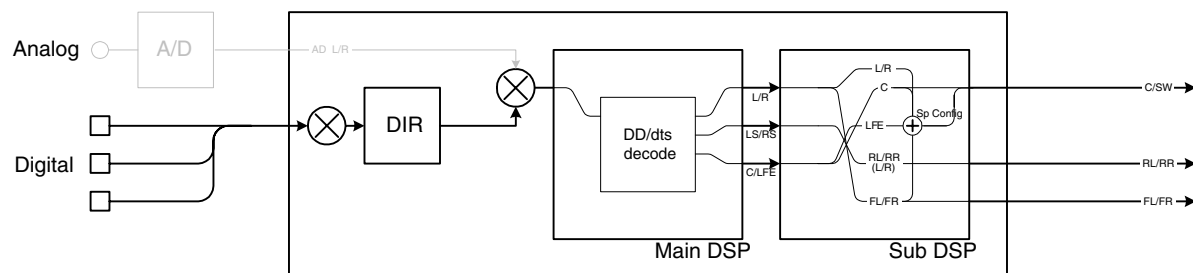 Analog
A/D
AD L/R
Digital
DIR
DD/dts
decode
Main DSP
L/R
LS/RS
C/LFE
L/R
C
LFE
Sp Config
RL/RR
(L/R)
FL/FR
Sub DSP
C/SW
RL/RR
FL/FR